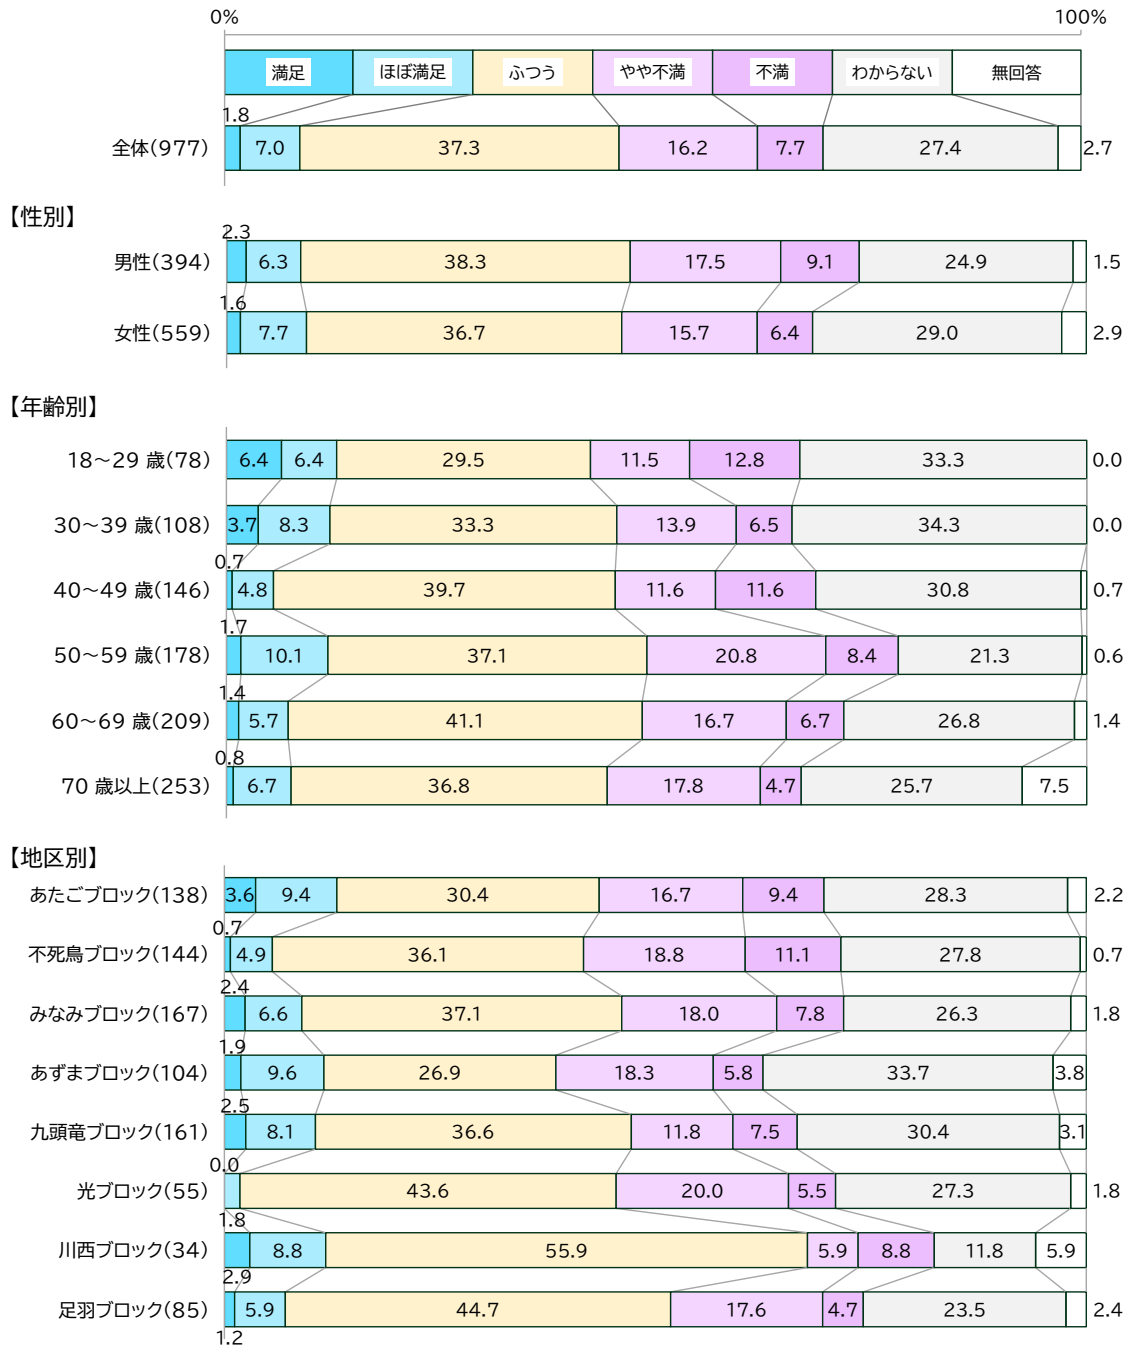 0% 100%
満足 ほぼ満足 ふつう やや不満 不満 わからない 無回答
1.8
全体(977) 7.0 37.3 16.2 7.7 27.4 2.7
【性別】
2.3
男性(394) 6.3 38.3 17.5 9.1 24.9 1.5
1.6
女性(559) 7.7 36.7 15.7 6.4 29.0 2.9
【年齢別】
18～29 歳(78) 6.4 6.4 29.5 11.5 12.8 33.3 0.0
30～39 歳(108) 3.7 8.3 33.3 13.9 6.5 34.3 0.0
0.7
40～49 歳(146) 4.8 39.7 11.6 11.6 30.8 0.7
1.7
50～59 歳(178) 10.1 37.1 20.8 8.4 21.3 0.6
1.4
60～69 歳(209) 5.7 41.1 16.7 6.7 26.8 1.4
0.8
70 歳以上(253) 6.7 36.8 17.8 4.7 25.7 7.5
【地区別】
あたごブロック(138) 3.6 9.4 30.4 16.7 9.4 28.3 2.2
0.7
不死鳥ブロック(144) 4.9 36.1 18.8 11.1 27.8 0.7
2.4
みなみブロック(167) 6.6 37.1 18.0 7.8 26.3 1.8
1.9
あずまブロック(104) 9.6 26.9 18.3 5.8 33.7 3.8
2.5
九頭竜ブロック(161) 8.1 36.6 11.8 7.5 30.4 3.1
0.0
光ブロック(55) 43.6 20.0 5.5 27.3 1.8
1.8
川西ブロック(34) 8.8 55.9 5.9 8.8 11.8 5.9
2.9
足羽ブロック(85) 5.9 44.7 17.6 4.7 23.5 2.4
1.2